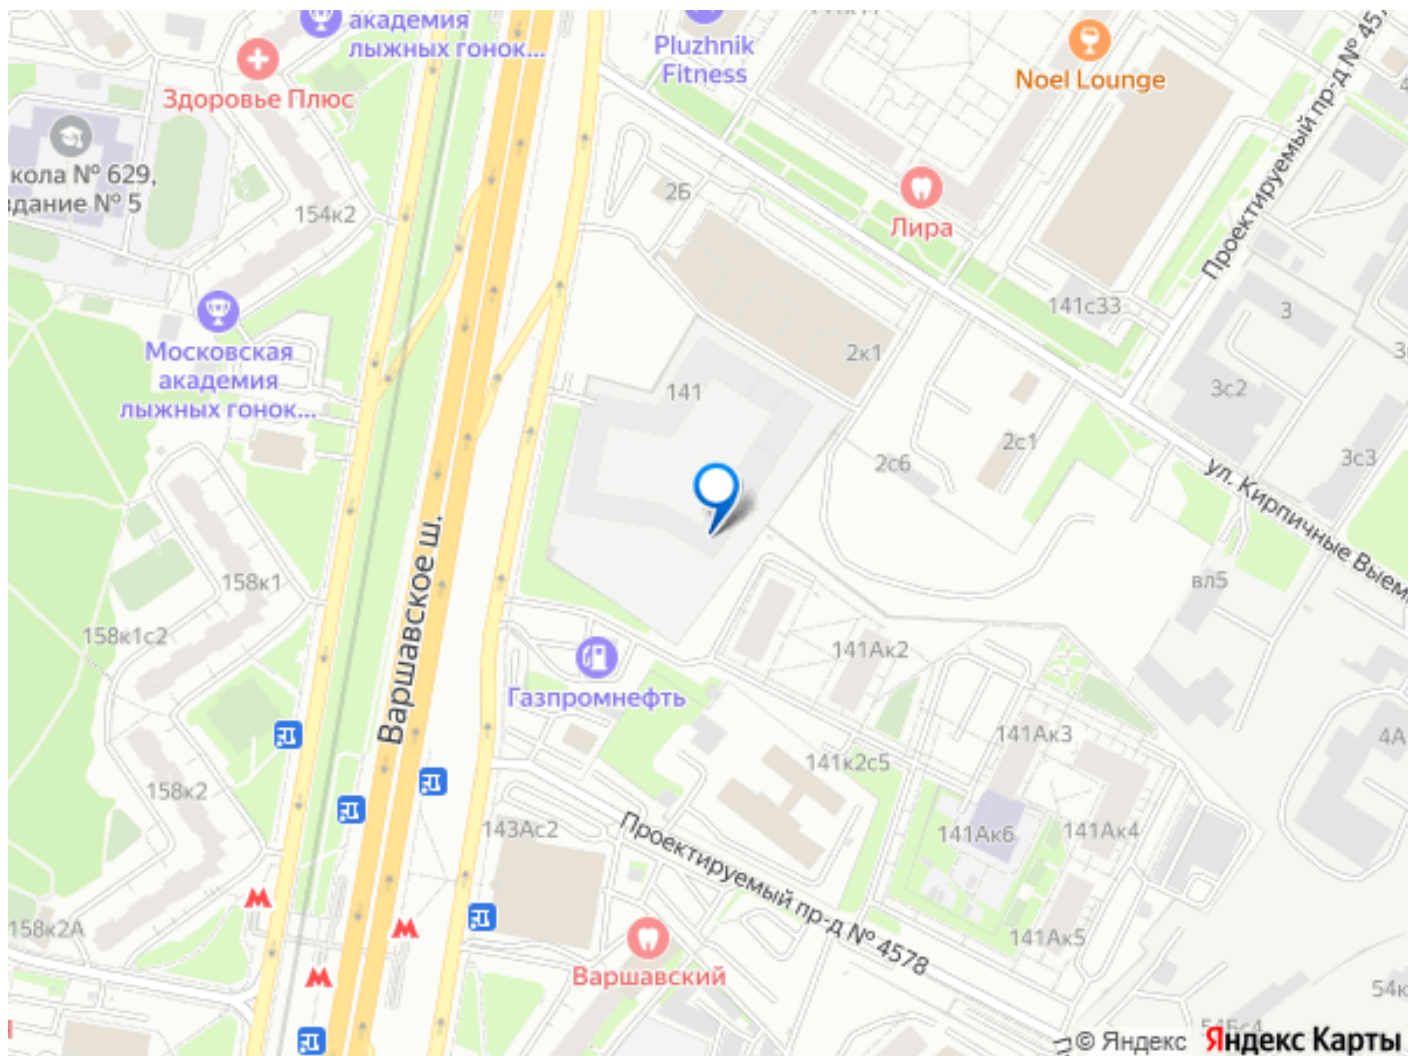 академия
лыжных гонок...
Здоровье Плюс
Pluzhnik
Fitness
Noel Lounge
Проектируемый пр-д № 457
кола № 629,
здание № 5
154к2
2Б
Лира
141с33
3
Московская
академия
лыжных гонок...
2к1
141
3с2
2с1
2с6
3с3
ул. Кирпичные Выем
Варшавское ш.
158к1
вл5
158к1с2
141Ак2
Газпромнефть
141Ак3
4А
141к2с5
158к2
143Ас2
Проектируемый пр-д № 4578
141Ак6
141Ак4
158к2А
141Ак5
Варшавский
54к
54Бс4
© Яндекс
Яндекс Карты